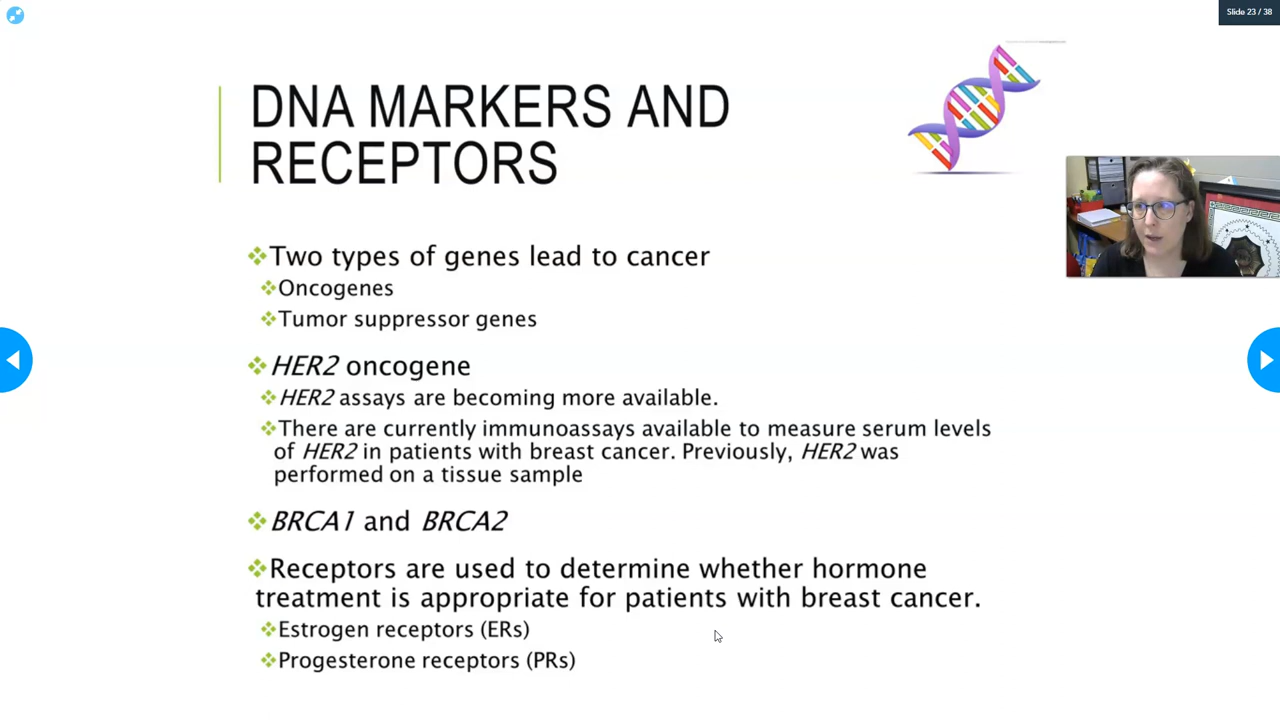 Slide 23 / 38
DNA MARKERS AND
RECEPTORS
Two types of genes lead to cancer
Oncogenes
Tumor suppressor genes
HER2 oncogene
HER2 assays are becoming more available.
There are currently immunoassays available to measure serum levels
of HER2 in patients with breast cancer. Previously, HER2 was
performed on a tissue sample
BRCA1 and BRCA2
Receptors are used to determine whether hormone
treatment is appropriate for patients with breast cancer.
Estrogen receptors (ERs)
Progesterone receptors (PRs)